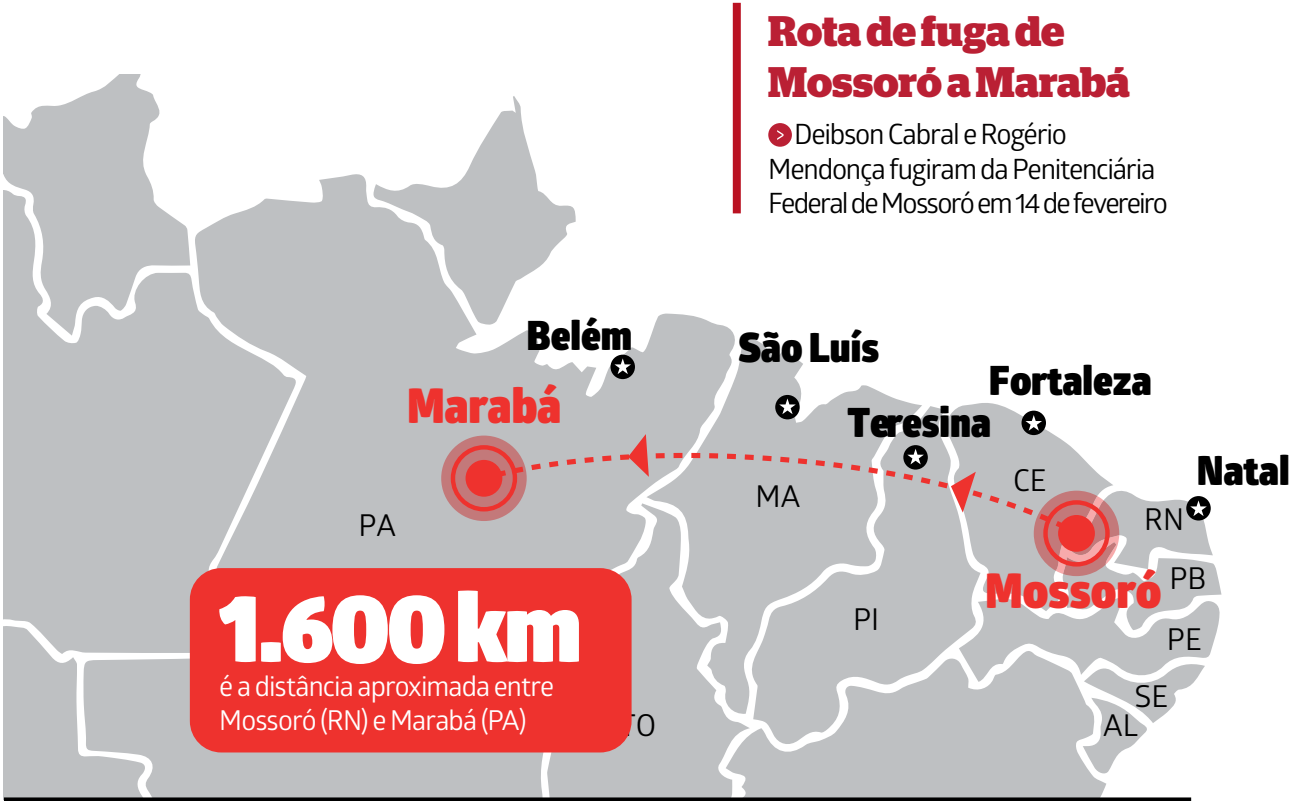 Rota de fuga de
Mossoró a Marabá
Deibson Cabral e Rogério
Mendonça fugiram da Penitenciária
Federal de Mossoró em 14 de fevereiro
Belém
São Luís
Fortaleza
Marabá
Teresina
Natal
CE
MA
RN
PA
PB
Mossoró
PI
PE
1.600 km
é a distância aproximada entre
Mossoró (RN) e Marabá (PA)
SE
TO
AL